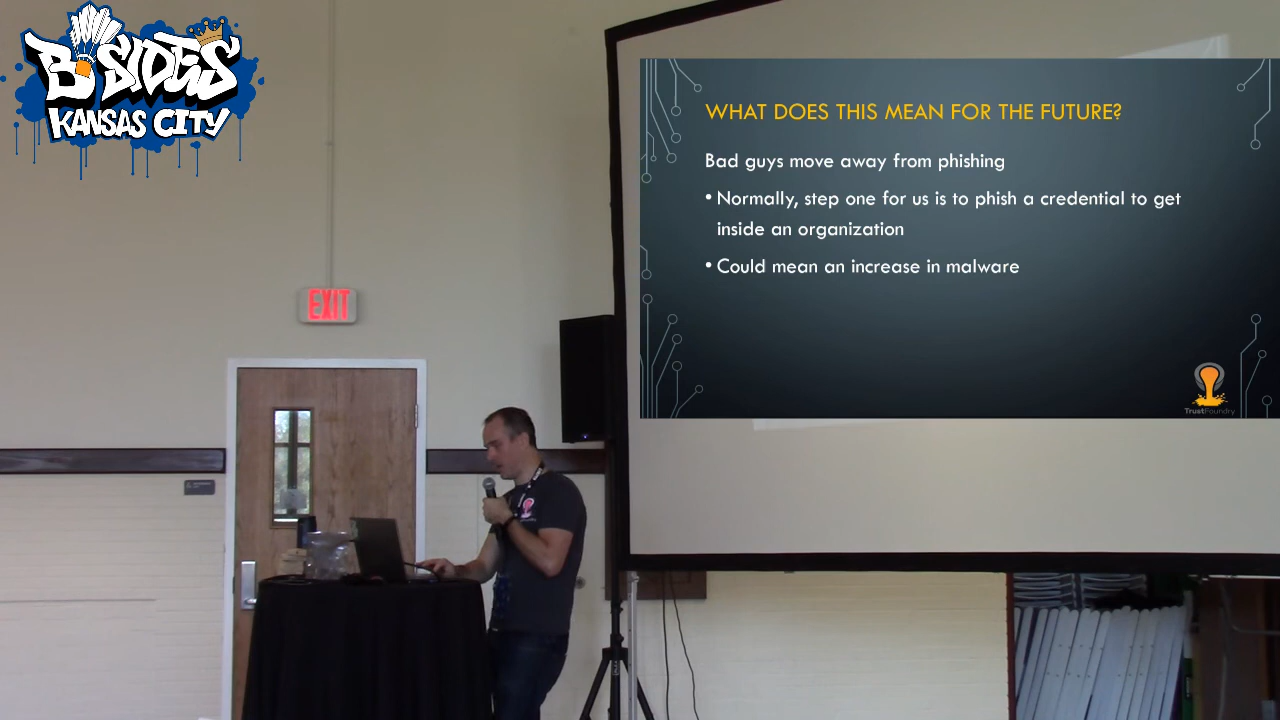 B·SIDES
KANSAS CITY
WHAT DOES THIS MEAN FOR THE FUTURE?
Bad guys move away from phishing
• Normally, step one for us is to phish a credential to get
inside an organization
• Could mean an increase in malware
TrustFoundry
EXIT